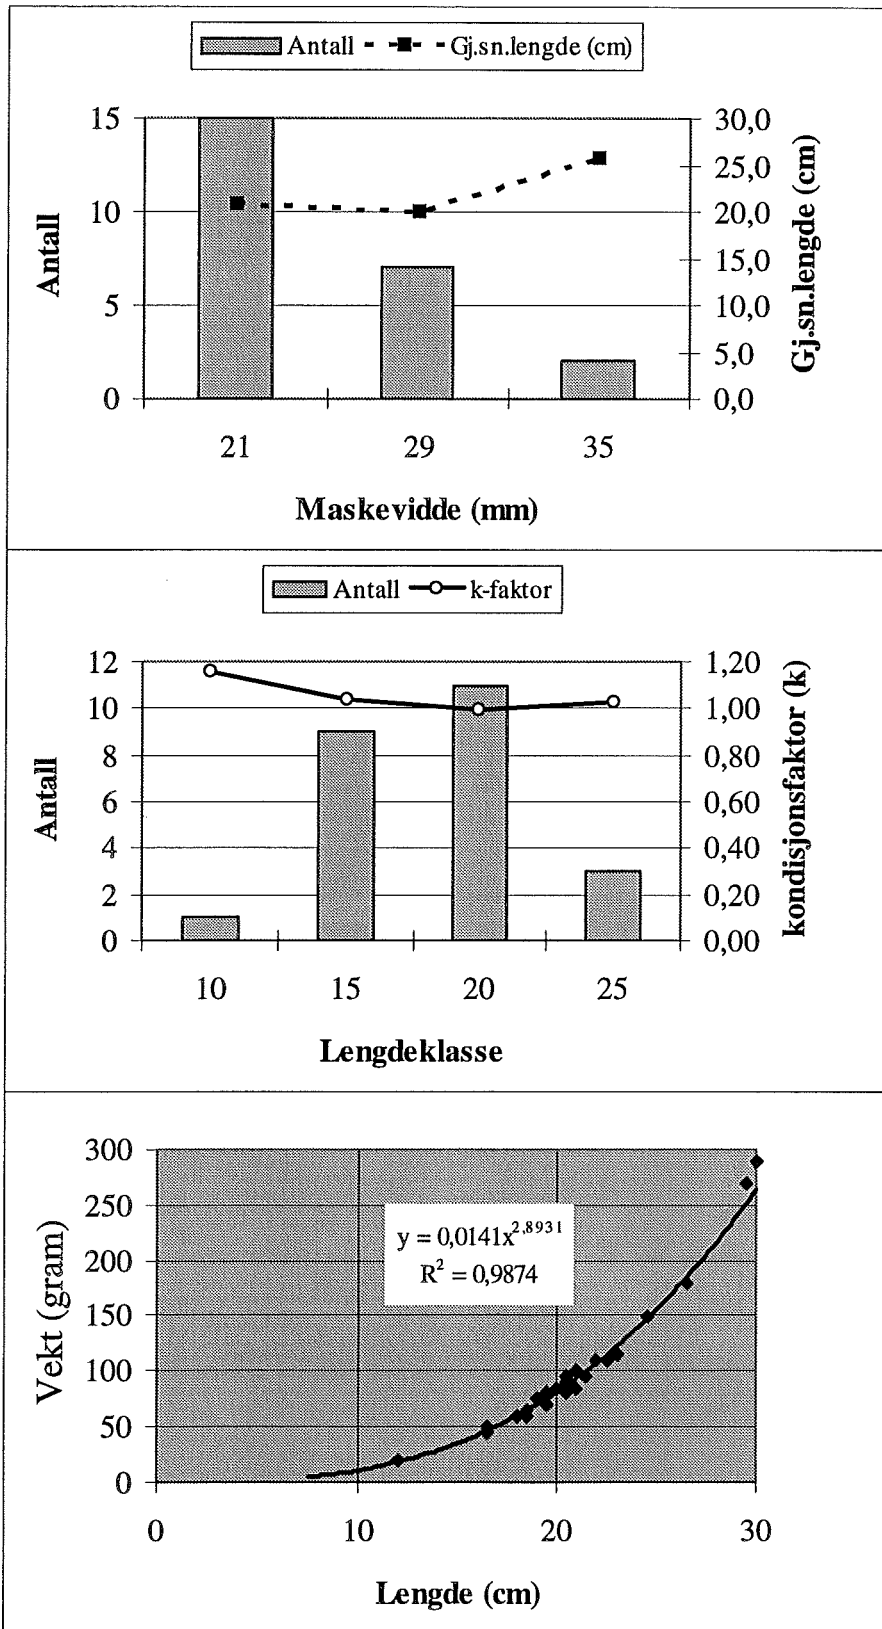 Antall Gj.sn.lengde (cm)
15 30,0
25,0
10 20,0
15,0
5 10,0
5,0
0 0,0
Antall
Gj.sn.lengde (cm)
21 29 35
Maskevidde (mm)
Antall k-faktor
12 1,20
10 1,00
8 0,80
6 0,60
4 0,40
2 0,20
0 0,00
Antall
kondisjonsfaktor (k)
10 15 20 25
Lengdeklasse
300
250
200
150
100
50
0
Vekt (gram)
y = 0,0141x^2,8931
R² = 0,9874
0 10 20 30
Lengde (cm)